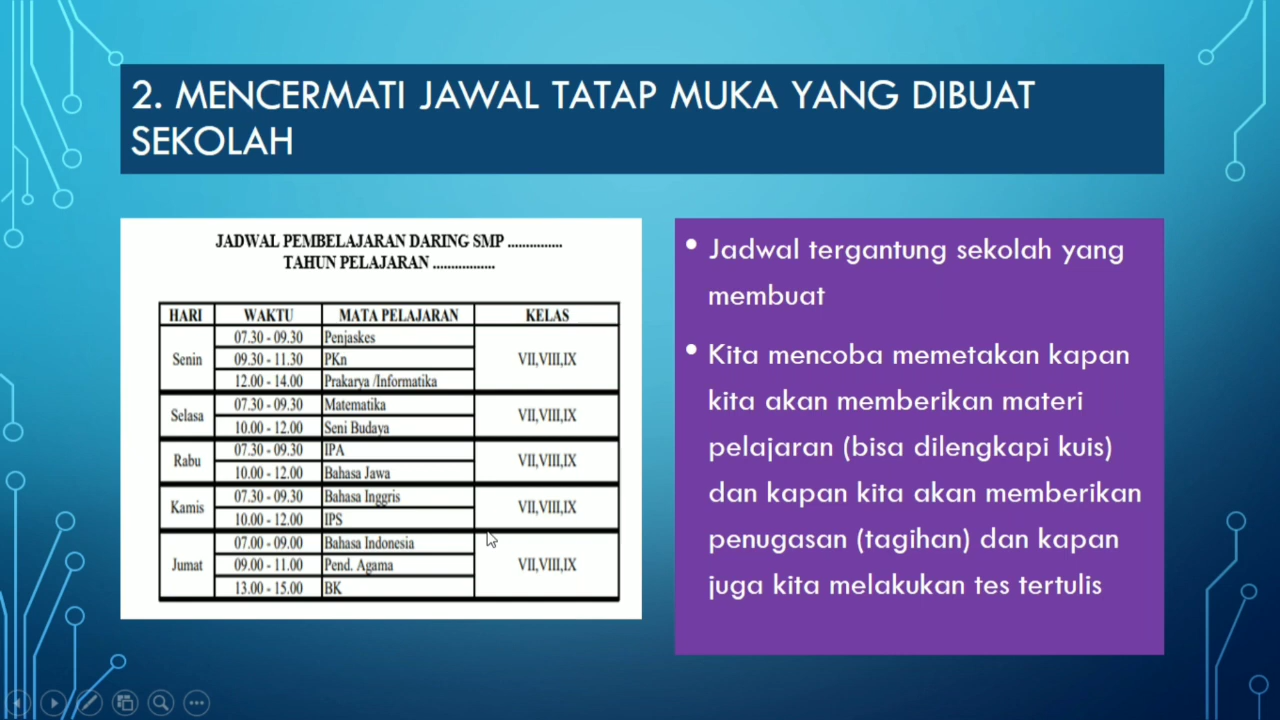 2. MENCERMATI JAWAL TATAP MUKA YANG DIBUAT
SEKOLAH
JADWAL PEMBELAJARAN DARING SMP ...............
TAHUN PELAJARAN .................
HARI WAKTU MATA PELAJARAN KELAS
Senin 07.30 - 09.30 Penjaskes VII,VIII,IX
09.30 - 11.30 PKn
12.00 - 14.00 Prakarya /Informatika
Selasa 07.30 - 09.30 Matematika VII,VIII,IX
10.00 - 12.00 Seni Budaya
Rabu 07.30 - 09.30 IPA VII,VIII,IX
10.00 - 12.00 Bahasa Jawa
Kamis 07.30 - 09.30 Bahasa Inggris VII,VIII,IX
10.00 - 12.00 IPS
Jumat 07.00 - 09.00 Bahasa Indonesia VII,VIII,IX
09.00 - 11.00 Pend. Agama
13.00 - 15.00 BK
• Jadwal tergantung sekolah yang
membuat
• Kita mencoba memetakan kapan
kita akan memberikan materi
pelajaran (bisa dilengkapi kuis)
dan kapan kita akan memberikan
penugasan (tagihan) dan kapan
juga kita melakukan tes tertulis